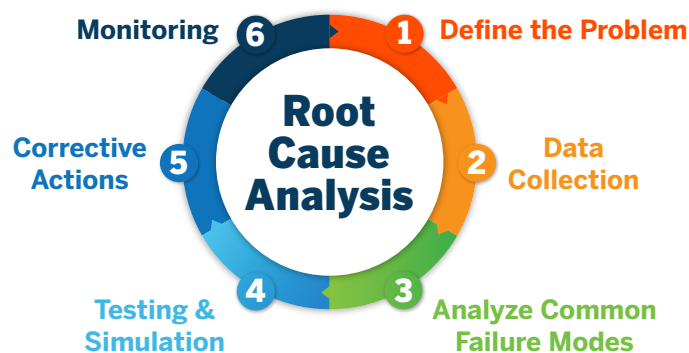 Root
Cause
Analysis
1 Define the Problem
2 Data
Collection
3 Analyze Common
Failure Modes
4 Testing &
Simulation
5 Corrective
Actions
6 Monitoring